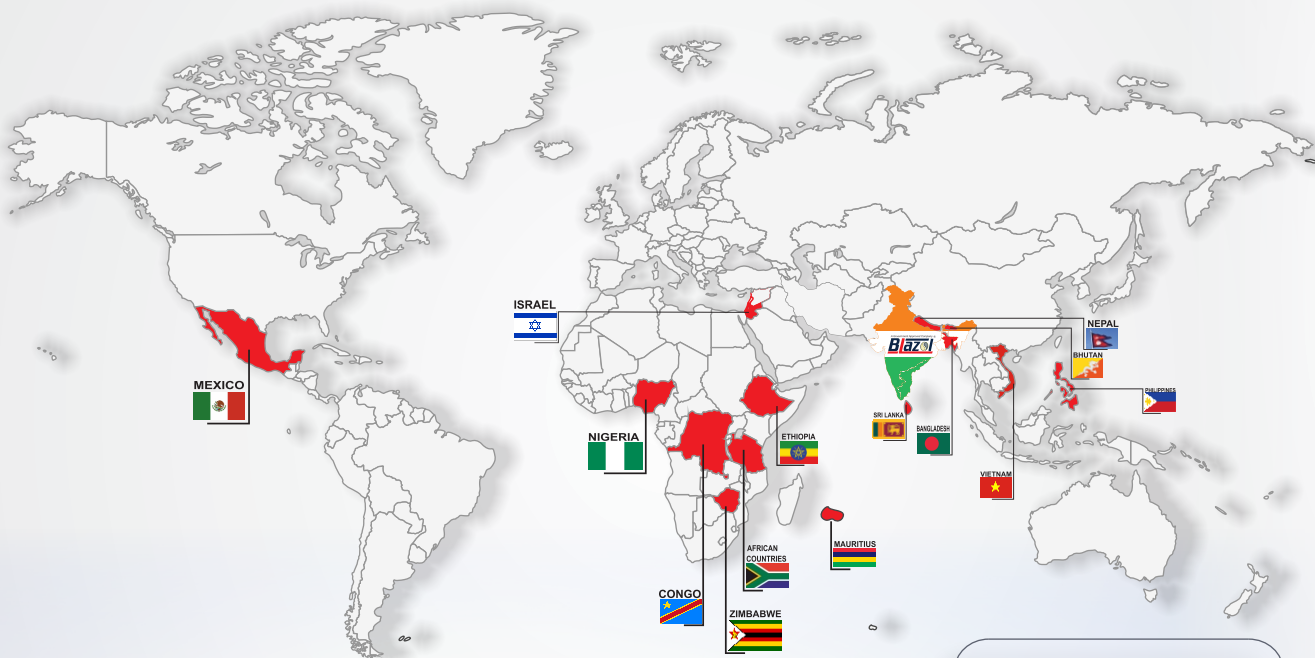 ISRAEL
MEXICO
NIGERIA
ETHIOPIA
CONGO
ZIMBABWE
AFRICAN
COUNTRIES
MAURITIUS
Blazol
SRI LANKA
BANGLADESH
NEPAL
BHUTAN
PHILIPPINES
VIETNAM